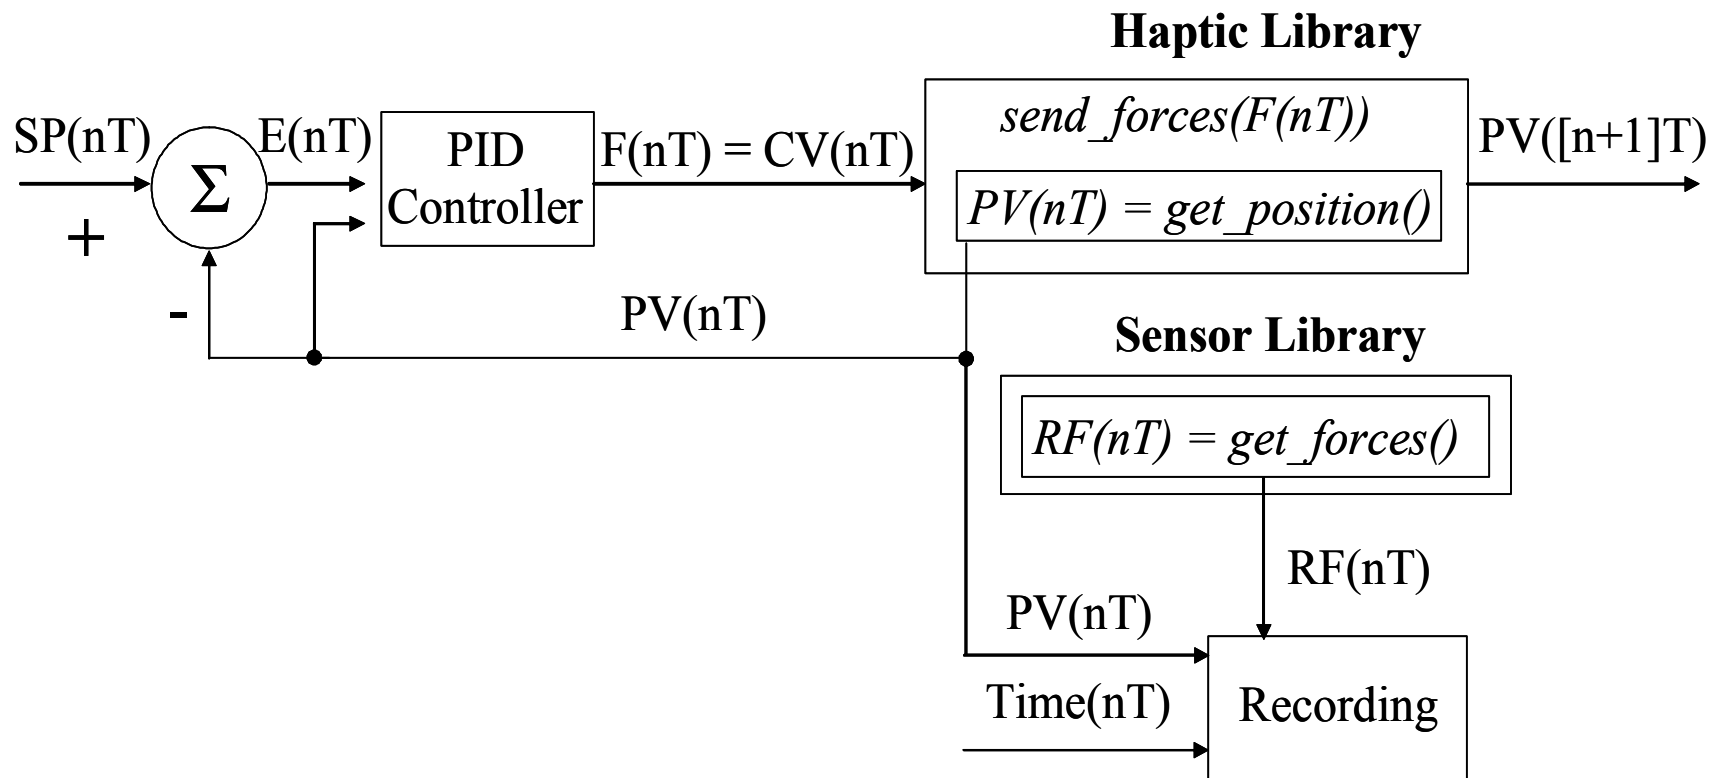 Haptic Library
SP(nT)
E(nT)
PID
Controller
F(nT) = CV(nT)
send_forces(F(nT))
PV([n+1]T)
Σ
PV(nT) = get_position()
+
-
PV(nT)
Sensor Library
RF(nT) = get_forces()
RF(nT)
PV(nT)
Time(nT)
Recording